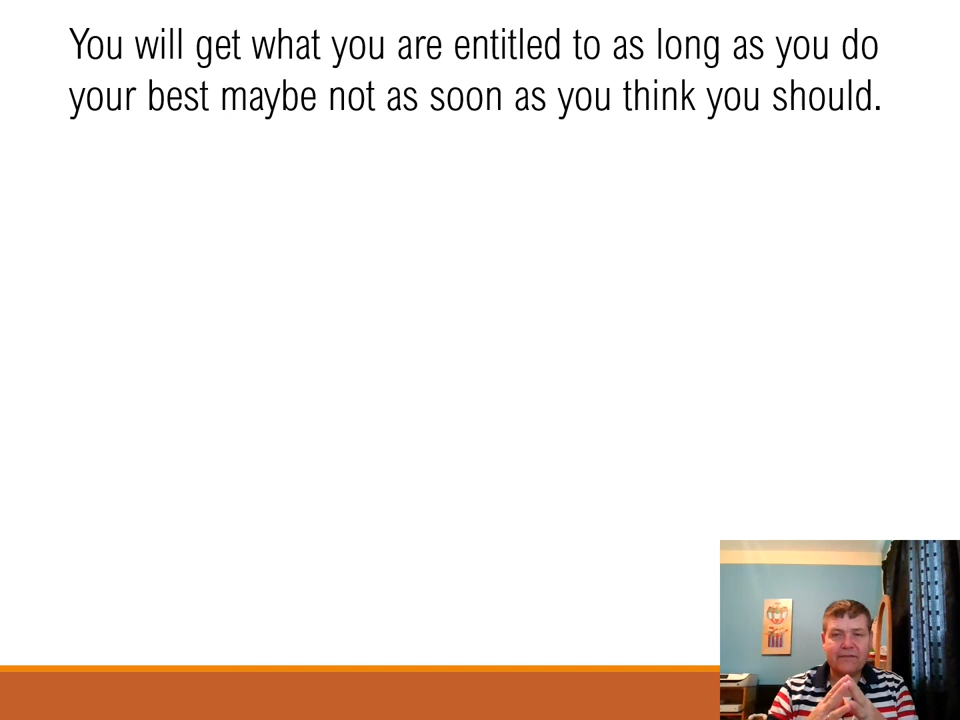 You will get what you are entitled to as long as you do
your best maybe not as soon as you think you should.